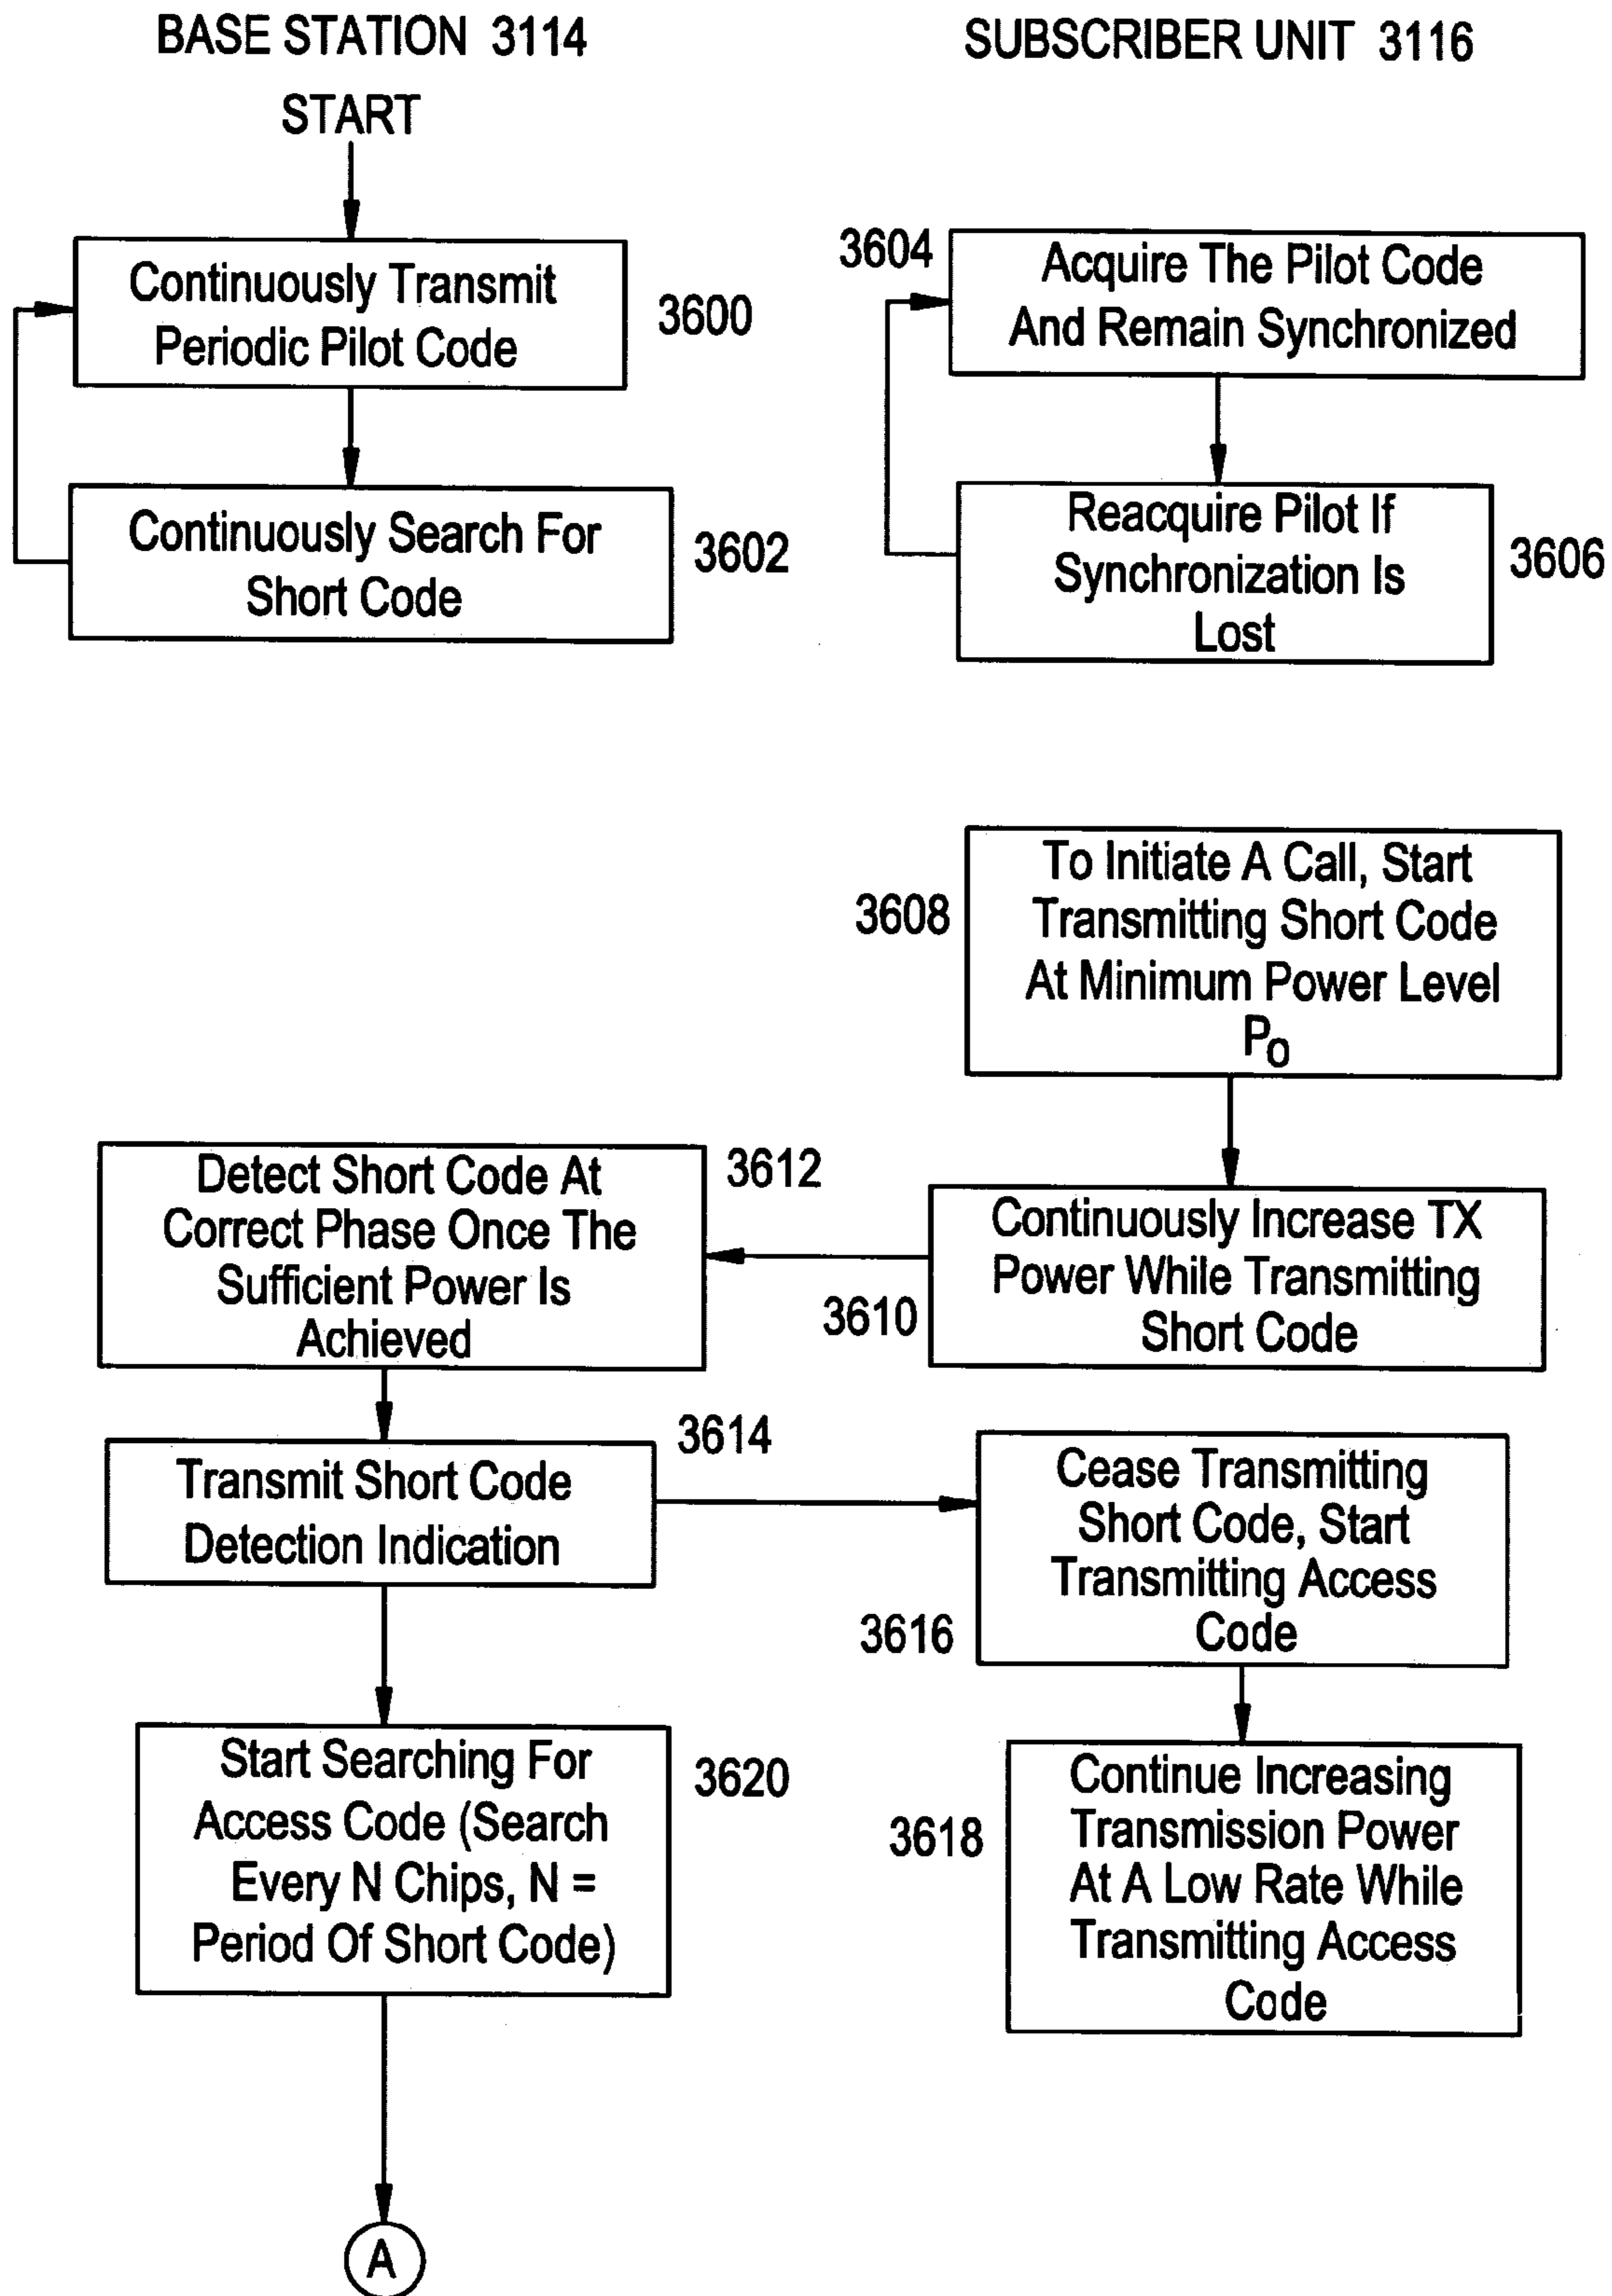 BASE STATION 3114
SUBSCRIBER UNIT 3116
START
Continuously Transmit
Periodic Pilot Code
3600
3604
Acquire The Pilot Code
And Remain Synchronized
Continuously Search For
Short Code
3602
Reacquire Pilot If
Synchronization Is
Lost
3606
3608
To Initiate A Call, Start
Transmitting Short Code
At Minimum Power Level
P0
Detect Short Code At
Correct Phase Once The
Sufficient Power Is
Achieved
3612
Continuously Increase TX
Power While Transmitting
Short Code
3610
Transmit Short Code
Detection Indication
3614
Cease Transmitting
Short Code, Start
Transmitting Access
Code
3616
Start Searching For
Access Code (Search
Every N Chips, N =
Period Of Short Code)
3620
3618
Continue Increasing
Transmission Power
At A Low Rate While
Transmitting Access
Code
A